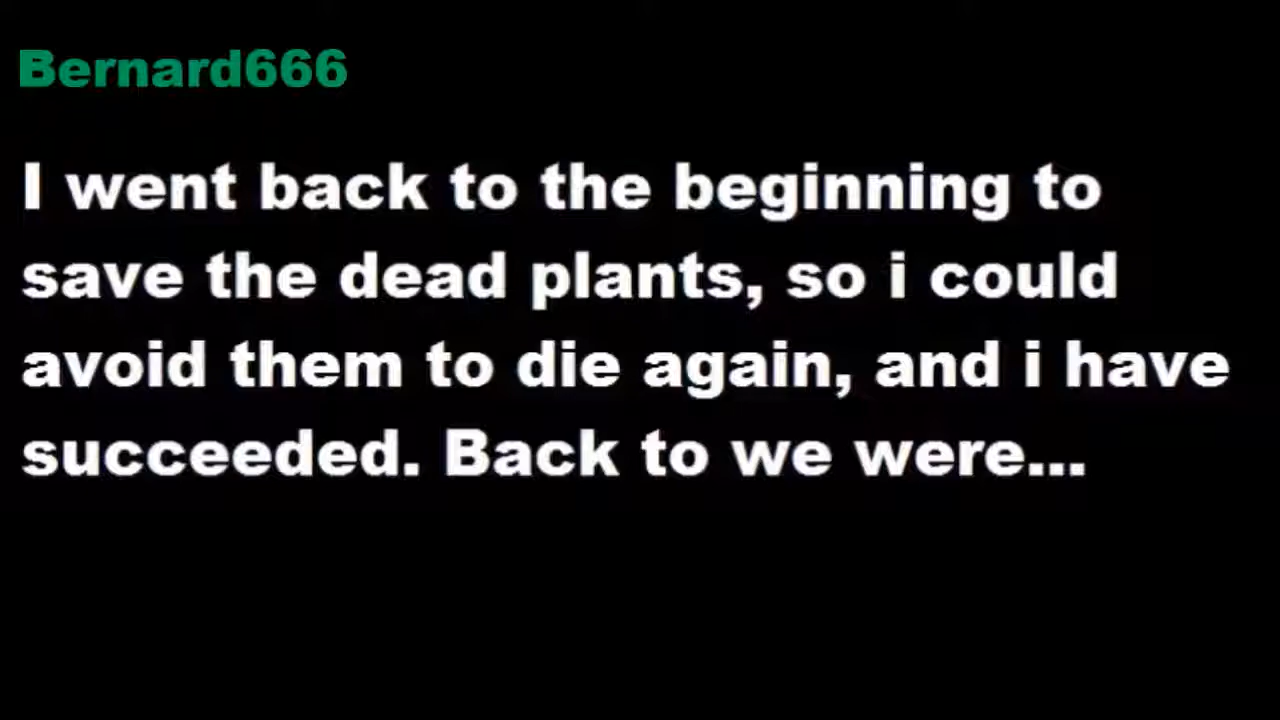 Bernard666
I went back to the beginning to
save the dead plants, so i could
avoid them to die again, and i have
succeeded. Back to we were...